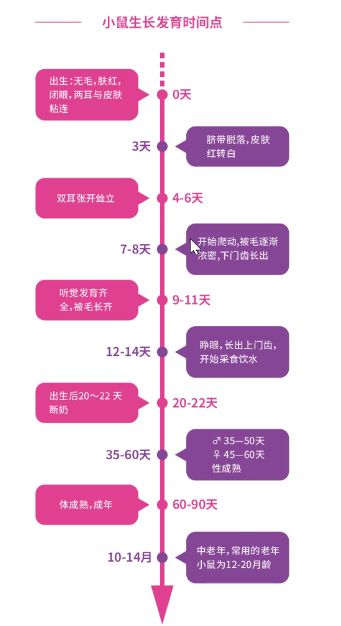 小鼠生长发育时间点
出生：无毛，肤红，
闭眼，两耳与皮肤
粘连
0天
3天
脐带脱落，皮肤
红转白
双耳张开耸立
4-6天
7-8天
开始爬动,被毛逐渐
浓密,下门齿长出
听觉发育齐
全，被毛长齐
9-11天
12-14天
睁眼，长出上门齿，
开始采食饮水
出生后20～22 天
断奶
20-22天
35-60天
♂ 35—50天
♀ 45—60天
性成熟
体成熟，成年
60-90天
10-14月
中老年，常用的老年
小鼠为12-20月龄